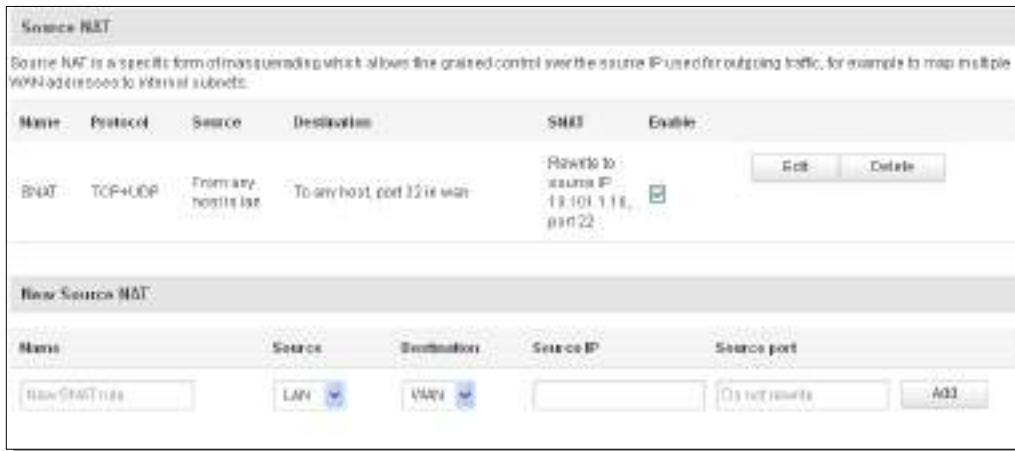 Source NAT
Source NAT is a specific form of masquerading which allows fine grained control over the source IP used for outgoing traffic, for example to map multiple
WAN addresses to internal subnets.
Name Protocol Source Destination SNAT Enable
SNAT TCP+UDP From any host in lan To any host, port 22 in wan Rewrite to source IP port 22 Edit Delete
New Source NAT
Name Source Destination Source IP Source port
New SNAT rule LAN WAN Do not rewrite Add